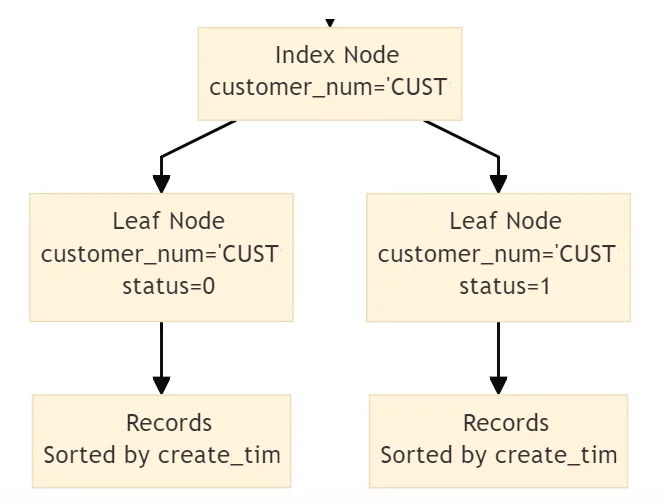 Index Node
customer_num='CUST
Leaf Node
customer_num='CUST
status=0
Leaf Node
customer_num='CUST
status=1
Records
Sorted by create_tim
Records
Sorted by create_tim